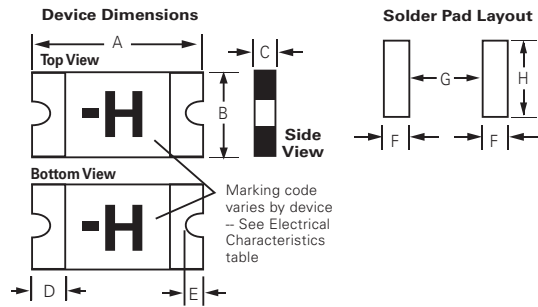 Device Dimensions
A
Top View
-H
B
C
Side
View
Bottom View
-H
D
E
Marking code
varies by device
-- See Electrical
Characteristics
table
Solder Pad Layout
G
H
F
F